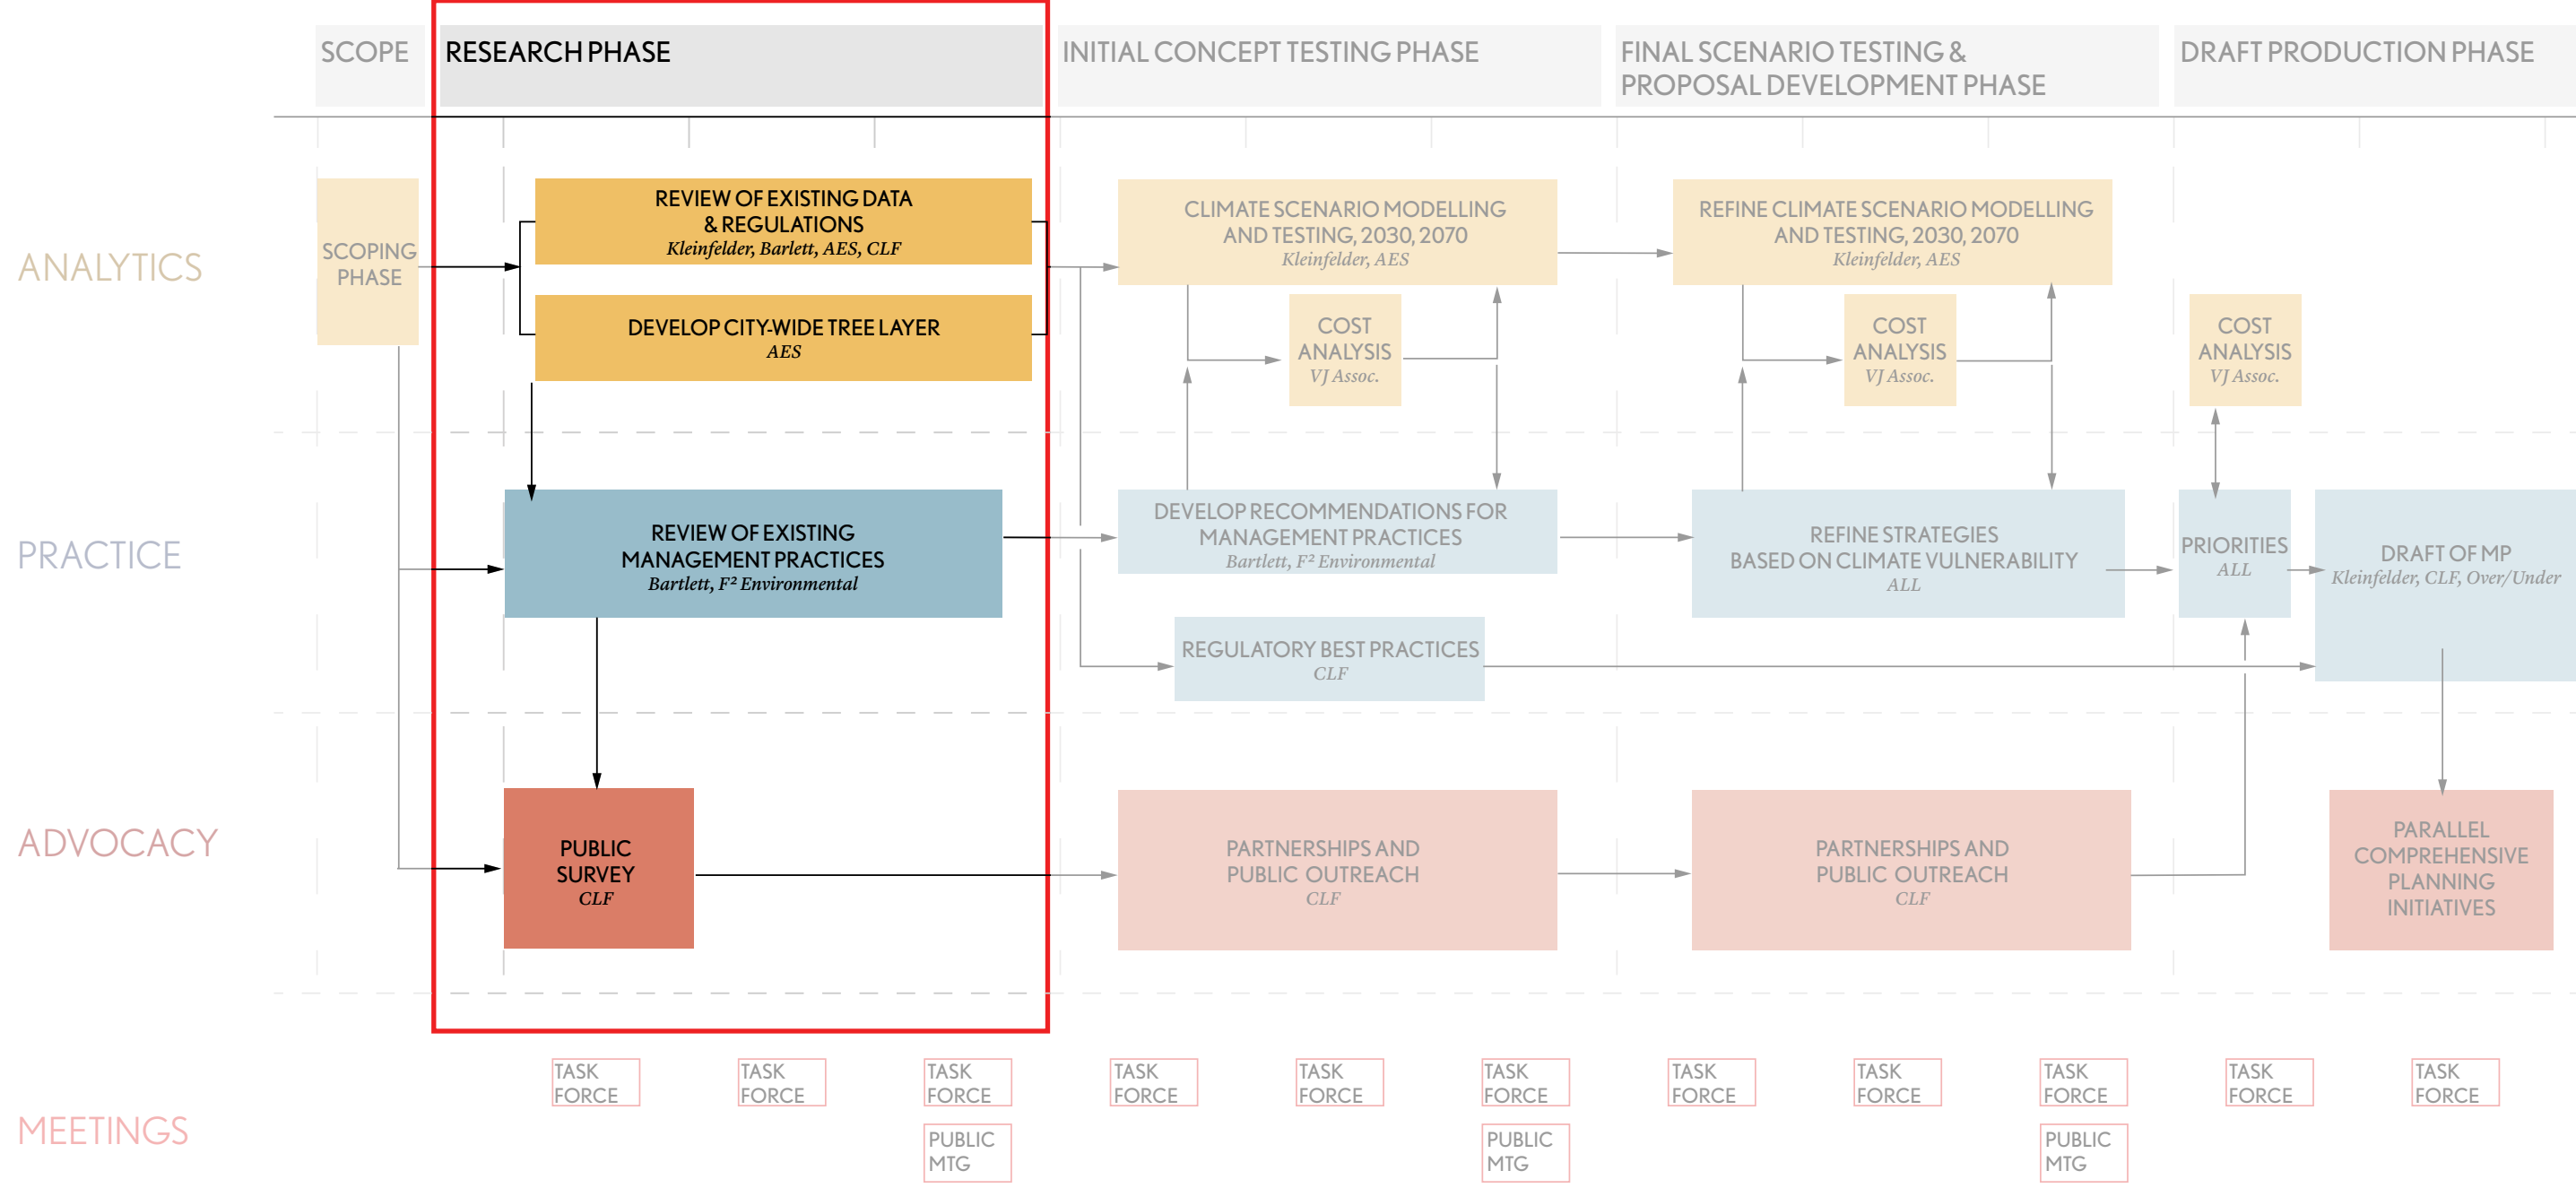 SCOPE
RESEARCH PHASE
INITIAL CONCEPT TESTING PHASE
FINAL SCENARIO TESTING &
PROPOSAL DEVELOPMENT PHASE
DRAFT PRODUCTION PHASE
ANALYTICS
SCOPING
PHASE
REVIEW OF EXISTING DATA
& REGULATIONS
Kleinfelder, Barlett, AES, CLF
DEVELOP CITY-WIDE TREE LAYER
AES
CLIMATE SCENARIO MODELLING
AND TESTING, 2030, 2070
Kleinfelder, AES
COST
ANALYSIS
VJ Assoc.
REFINE CLIMATE SCENARIO MODELLING
AND TESTING, 2030, 2070
Kleinfelder, AES
COST
ANALYSIS
VJ Assoc.
COST
ANALYSIS
VJ Assoc.
PRACTICE
REVIEW OF EXISTING
MANAGEMENT PRACTICES
Bartlett, F² Environmental
DEVELOP RECOMMENDATIONS FOR
MANAGEMENT PRACTICES
Bartlett, F² Environmental
REGULATORY BEST PRACTICES
CLF
REFINE STRATEGIES
BASED ON CLIMATE VULNERABILITY
ALL
PRIORITIES
ALL
DRAFT OF MP
Kleinfelder, CLF, Over/Under
ADVOCACY
PUBLIC
SURVEY
CLF
PARTNERSHIPS AND
PUBLIC OUTREACH
CLF
PARTNERSHIPS AND
PUBLIC OUTREACH
CLF
PARALLEL
COMPREHENSIVE
PLANNING
INITIATIVES
MEETINGS
TASK
FORCE
TASK
FORCE
TASK
FORCE
PUBLIC
MTG
TASK
FORCE
TASK
FORCE
TASK
FORCE
PUBLIC
MTG
TASK
FORCE
TASK
FORCE
TASK
FORCE
PUBLIC
MTG
TASK
FORCE
TASK
FORCE